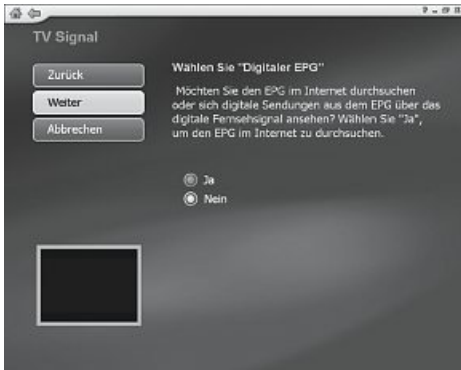 TV Signal
Zurück
Weiter
Abbrechen
Wählen Sie "Digitaler EPG"
Möchten Sie den EPG im Internet durchsuchen
oder sich digitale Sendungen aus dem EPG über das
digitale Fernsehsignal ansehen? Wählen Sie "Ja",
um den EPG im Internet zu durchsuchen.
Ja
Nein